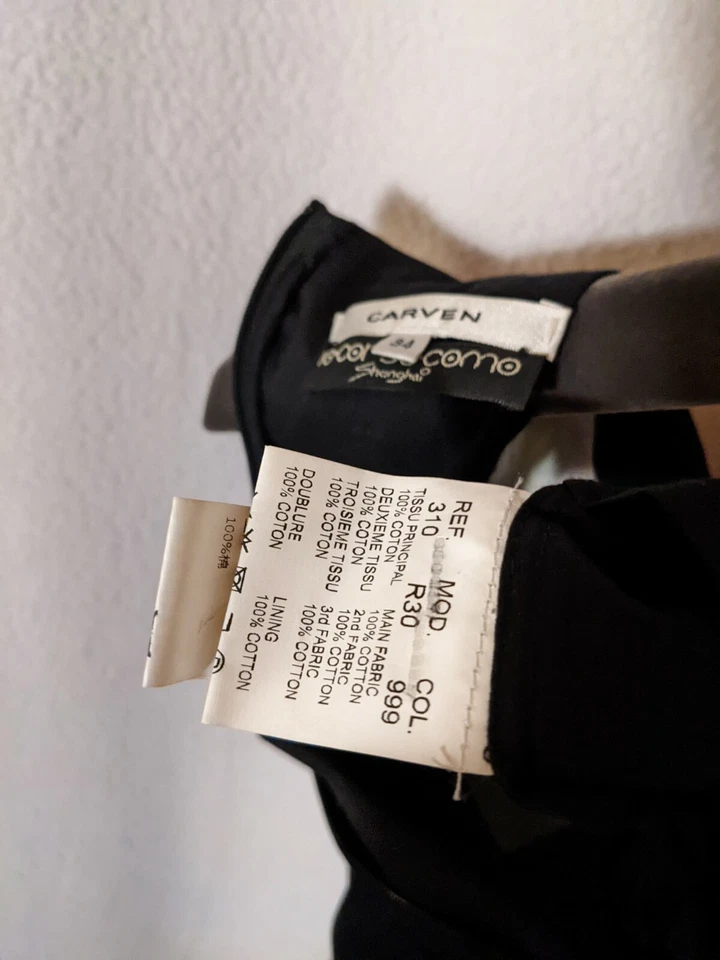 CARVEN
34
como
Shanghai
REF. MOD. COL.
310 R30 999
TISSU PRINCIPAL MAIN FABRIC
100% COTON 100% COTTON
DEUXIEME TISSU 2nd FABRIC
100% COTON 100% COTTON
TROISIEME TISSU 3rd FABRIC
100% COTON 100% COTTON
DOUBLURE LINING
100% COTON 100% COTTON
100%棉